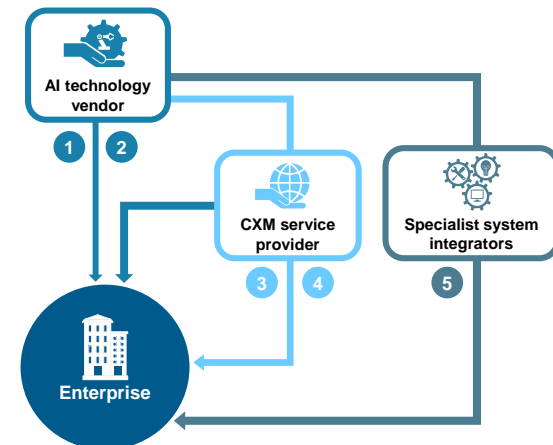 AI technology
vendor
1
2
CXM service
provider
Specialist system
integrators
3
4
5
Enterprise